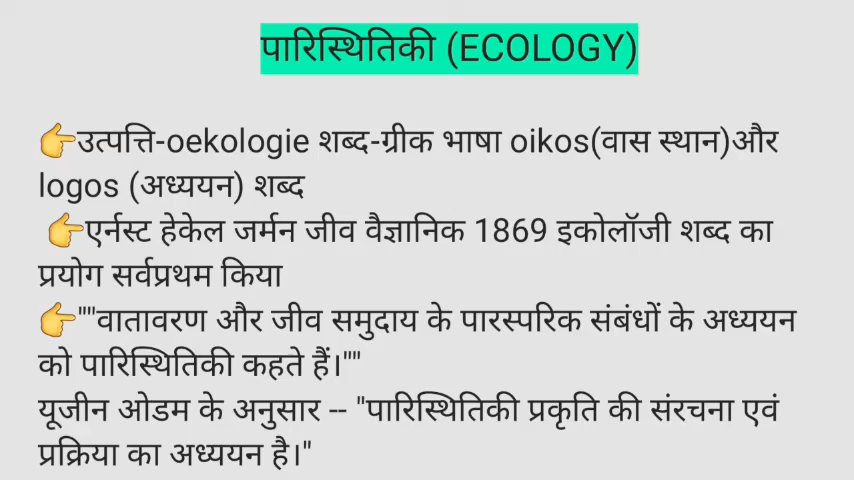 पारिस्थितिकी (ECOLOGY)
👉उत्पत्ति-oekologie शब्द-ग्रीक भाषा oikos(वास स्थान)और
logos (अध्ययन) शब्द
👉एर्नस्ट हेकेल जर्मन जीव वैज्ञानिक 1869 इकोलॉजी शब्द का
प्रयोग सर्वप्रथम किया
👉""वातावरण और जीव समुदाय के पारस्परिक संबंधों के अध्ययन
को पारिस्थितिकी कहते हैं।""
यूजीन ओडम के अनुसार -- "पारिस्थितिकी प्रकृति की संरचना एवं
प्रक्रिया का अध्ययन है।"